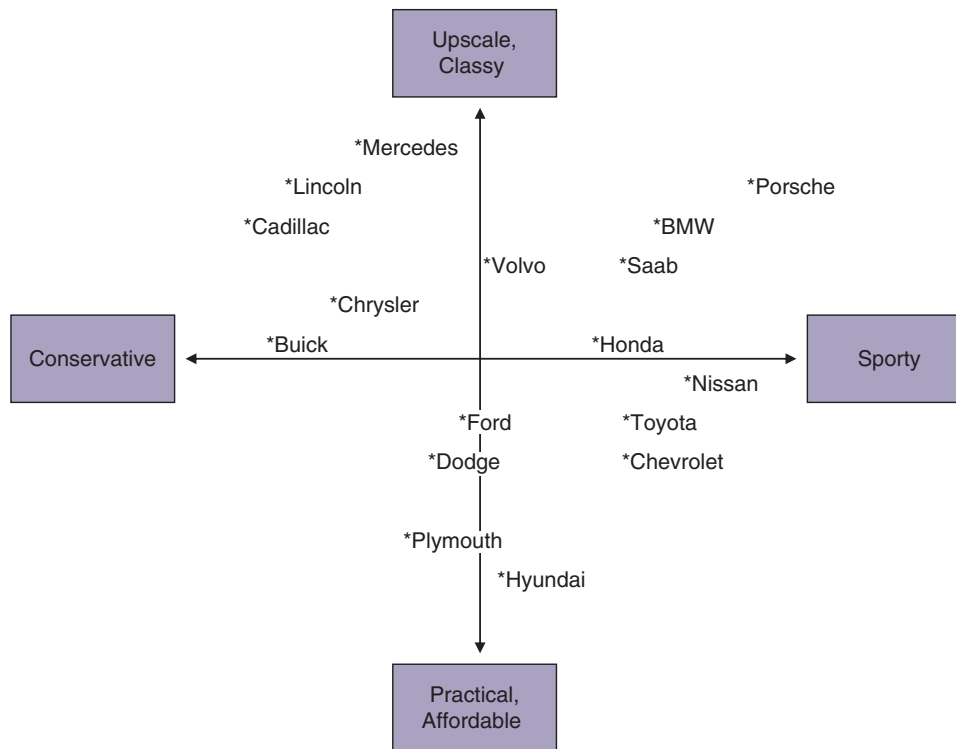 Upscale,
Classy
*Mercedes
*Lincoln
*Porsche
*Cadillac
*BMW
*Volvo
*Saab
*Chrysler
*Buick
*Honda
Conservative
Sporty
*Nissan
*Ford
*Toyota
*Dodge
*Chevrolet
*Plymouth
*Hyundai
Practical,
Affordable